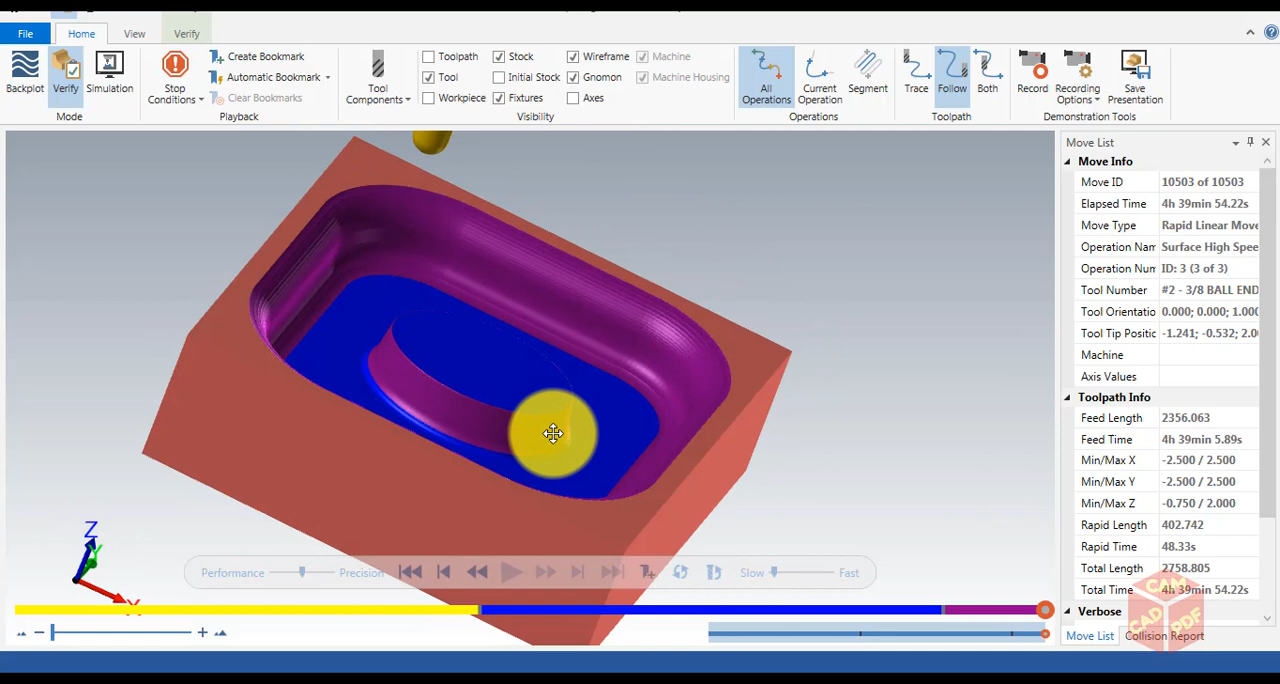 File Home View Verify
Backplot Verify Simulation
Mode
Stop Conditions
Create Bookmark
Automatic Bookmark
Clear Bookmarks
Playback
Tool Components
Toolpath Stock Wireframe Machine
Tool Initial Stock Gnomon Machine Housing
Workpiece Fixtures Axes
Visibility
All Operations Current Operation Segment
Operations
Trace Follow Both
Toolpath
Record Recording Options Save Presentation
Demonstration Tools
Move List
Move Info
Move ID 10503 of 10503
Elapsed Time 4h 39min 54.22s
Move Type Rapid Linear Move
Operation Nam Surface High Spee
Operation Num ID: 3 (3 of 3)
Tool Number #2 - 3/8 BALL END
Tool Orientatio 0.000; 0.000; 1.000
Tool Tip Positic -1.241; -0.532; 2.00
Machine
Axis Values
Toolpath Info
Feed Length 2356.063
Feed Time 4h 39min 5.89s
Min/Max X -2.500 / 2.500
Min/Max Y -2.500 / 2.500
Min/Max Z -0.750 / 2.000
Rapid Length 402.742
Rapid Time 48.33s
Total Length 2758.805
Total Time 4h 39min 54.22s
Verbose
Move List Collision Report
Z
Y
X
Performance Precision Slow Fast
CAM
CAD PDF